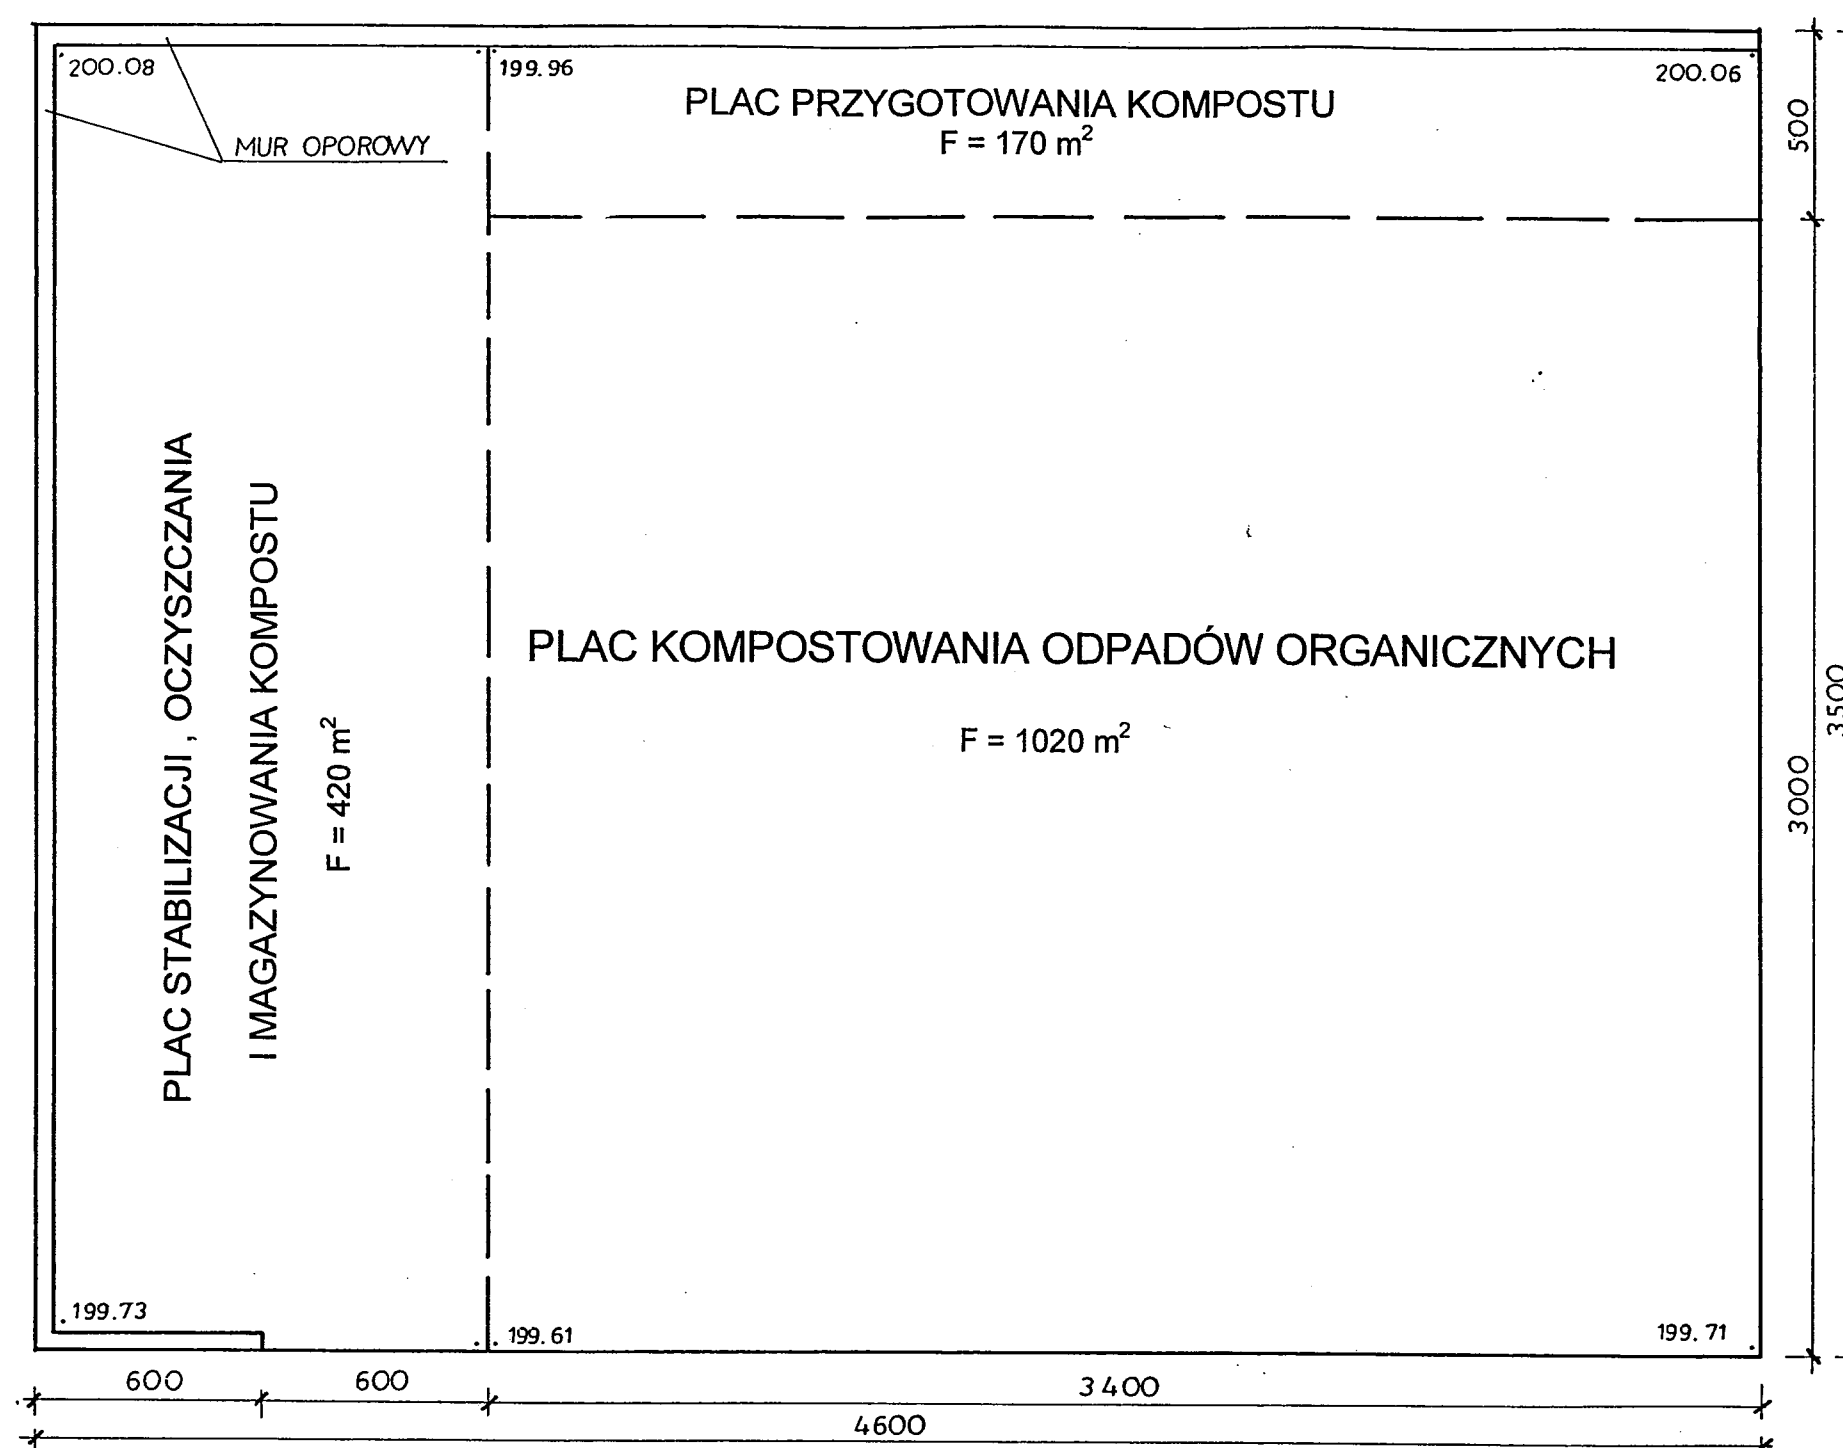 200.08
199.96
200.06
PLAC PRZYGOTOWANIA KOMPOSTU
F = 170 m²
MUR OPOROWY
500
PLAC STABILIZACJI , OCZYSZCZANIA
I MAGAZYNOWANIA KOMPOSTU
F = 420 m²
PLAC KOMPOSTOWANIA ODPADÓW ORGANICZNYCH
F = 1020 m²
3500
3000
199.73
199.61
199.71
600
600
3400
4600